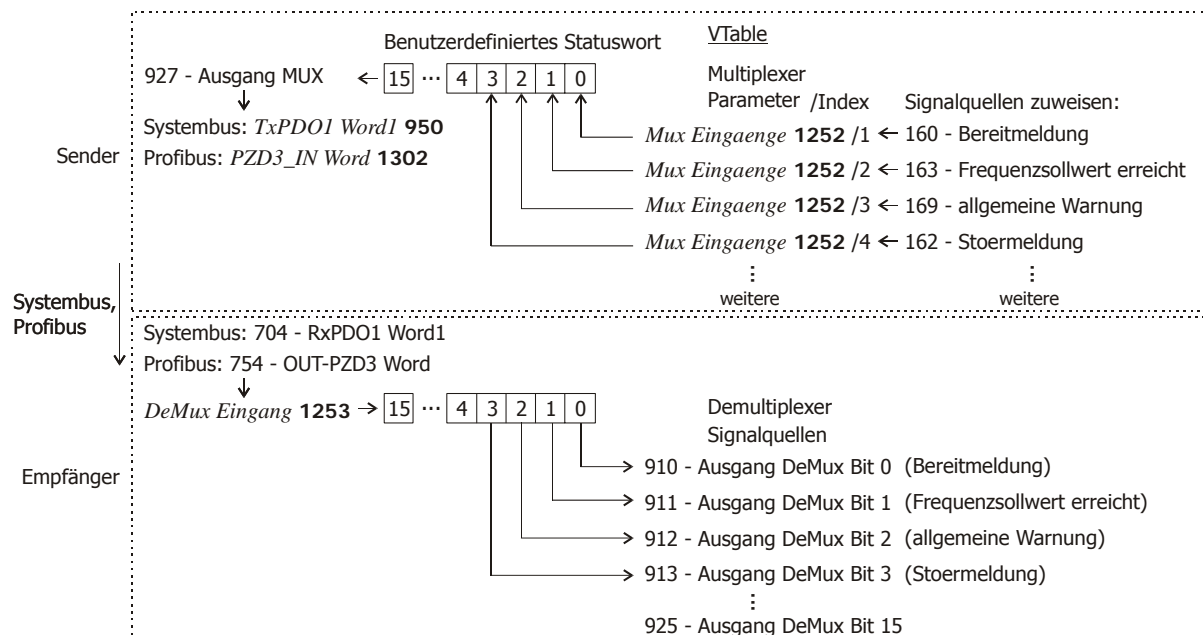 Benutzerdefiniertes Statuswort
VTable
927 - Ausgang MUX ← 15 ··· 4 3 2 1 0
Multiplexer
Parameter /Index Signalquellen zuweisen:
Systembus: TxPDO1 Word1 950
Profibus: PZD3_IN Word 1302
Sender
Mux Eingaenge 1252 /1 ← 160 - Bereitmeldung
Mux Eingaenge 1252 /2 ← 163 - Frequenzsollwert erreicht
Mux Eingaenge 1252 /3 ← 169 - allgemeine Warnung
Mux Eingaenge 1252 /4 ← 162 - Stoermeldung
weitere weitere
Systembus,
Profibus
Systembus: 704 - RxPDO1 Word1
Profibus: 754 - OUT-PZD3 Word
DeMux Eingang 1253 → 15 ··· 4 3 2 1 0
Demultiplexer
Signalquellen
Empfänger
910 - Ausgang DeMux Bit 0 (Bereitmeldung)
911 - Ausgang DeMux Bit 1 (Frequenzsollwert erreicht)
912 - Ausgang DeMux Bit 2 (allgemeine Warnung)
913 - Ausgang DeMux Bit 3 (Stoermeldung)
925 - Ausgang DeMux Bit 15